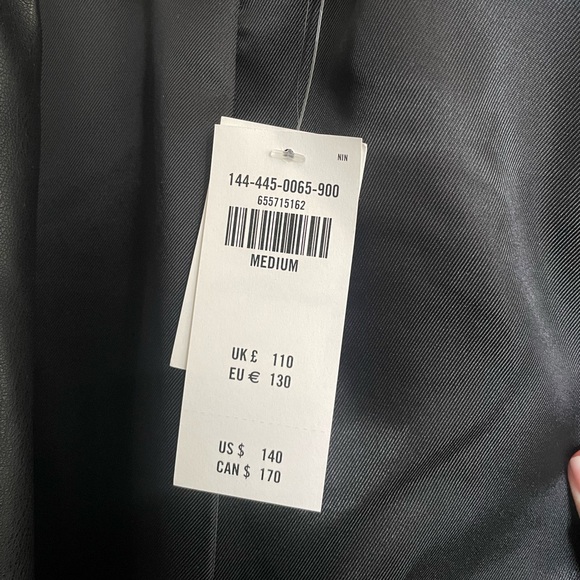 NIN
144-445-0065-900
655715162
MEDIUM
UK £ 110
EU € 130
US $ 140
CAN $ 170